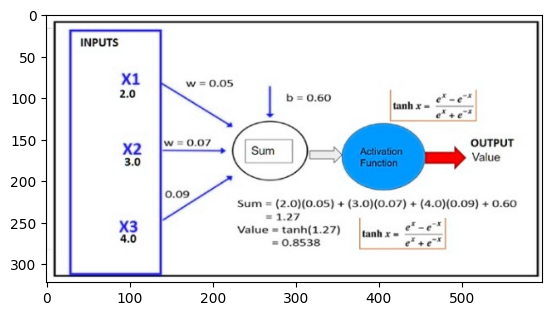 INPUTS
X1
2.0
w = 0.05
b = 0.60
tanh x = (e^x − e^−x) / (e^x + e^−x)
X2
3.0
w = 0.07
Sum
Activation
Function
OUTPUT
Value
0.09
X3
4.0
Sum = (2.0)(0.05) + (3.0)(0.07) + (4.0)(0.09) + 0.60
= 1.27
Value = tanh(1.27)
= 0.8538
tanh x = (e^x − e^−x) / (e^x + e^−x)
0
50
100
150
200
250
300
0 100 200 300 400 500